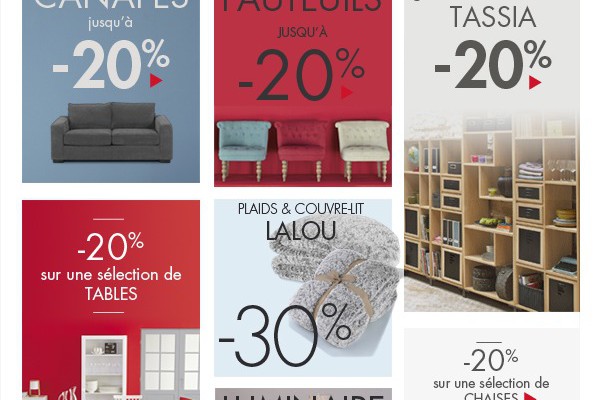 CANAPÉS
jusqu'à
-20%
FAUTEUILS
JUSQU'À
-20%
TASSIA
-20%
-20%
sur une sélection de
TABLES
PLAIDS & COUVRE-LIT
LALOU
-30%
-20%
sur une sélection de
CHAISES
LUMINAIRE